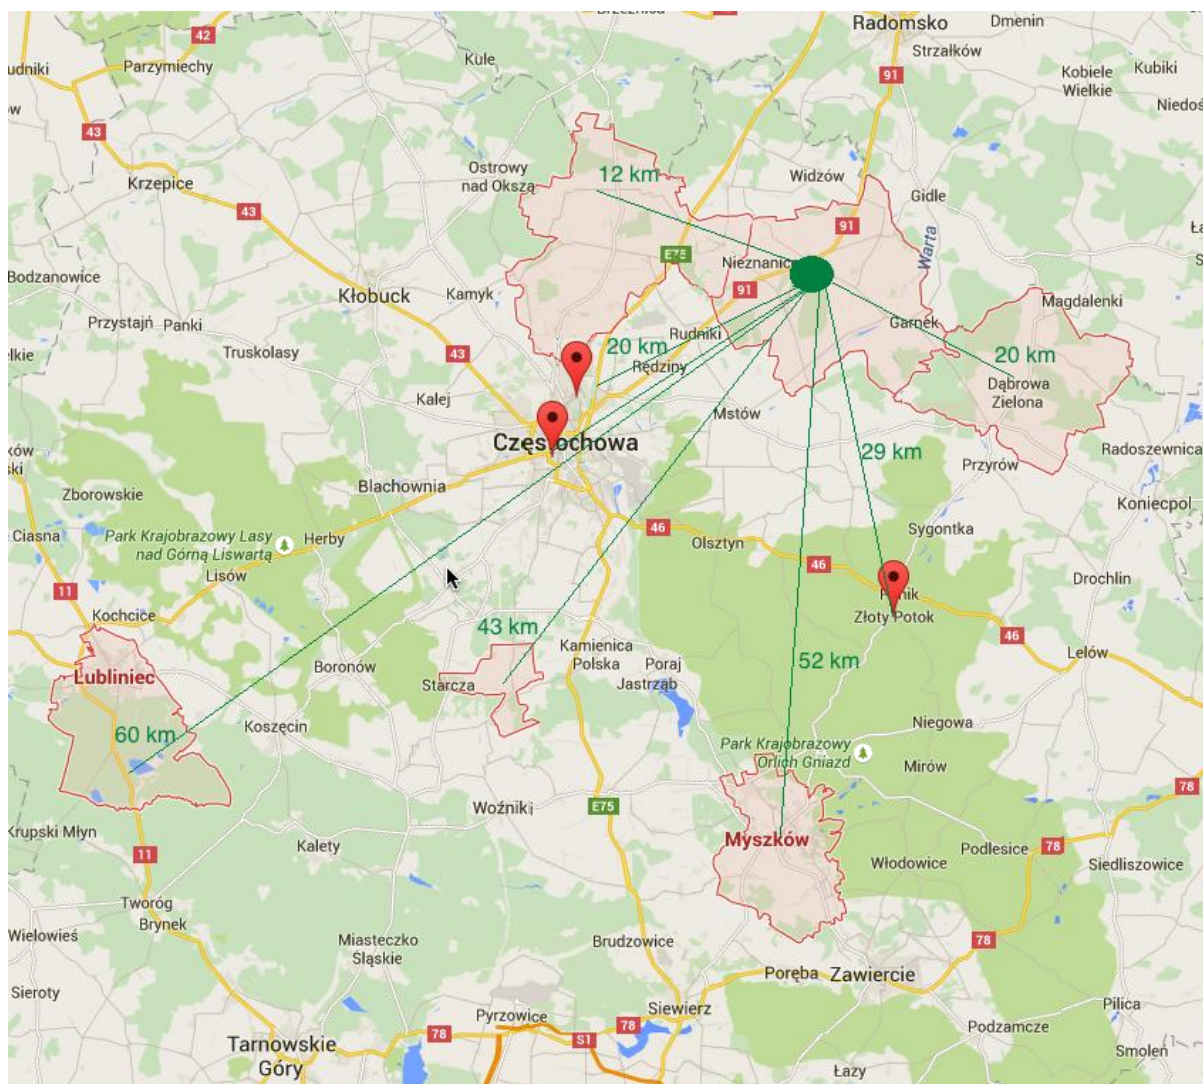 Brzeźnica
Radomsko
Dmenin
42
Strzałków
Parzymiechy
Kule
91
Kobiele
Wielkie
Kubiki
43
Krzepice
Ostrowy
nad Okszą
12 km
Widzów
Gidle
43
91
Warta
E75
Nieznanice
Bodzanowice
Kłobuck
Kamyk
91
Magdalenki
Przystajń
Panki
Rudniki
Garnek
Truskolasy
43
20 km
Rędziny
20 km
Dąbrowa
Zielona
Kalej
Mstów
Częstochowa
29 km
Radoszewnica
Przyrów
Zborowskie
Blachownia
Koniecpol
46
Sygontka
Ciasna
Park Krajobrazowy Lasy
nad Górną Liswartą
Herby
Olsztyn
46
Lisów
11
Drochlin
Kochcice
Złoty Potok
43 km
46
Kamienica
Polska
Poraj
Lelów
Lubliniec
Boronów
Starcza
Jastrząb
52 km
60 km
Koszęcin
Niegowa
Park Krajobrazowy
Orlich Gniazd
Mirów
78
Woźniki
E75
Krupski Młyn
11
Kalety
Myszków
Włodowice
Podlesice
78
Siedliszowice
Tworóg
Brynek
Wielowieś
Miasteczko
Śląskie
Brudzowice
78
Poręba
Zawiercie
Sieroty
Pyrzowice
Siewierz
Pilica
78
78
S1
Podzamcze
Tarnowskie
Góry
Smoleń
Łazy